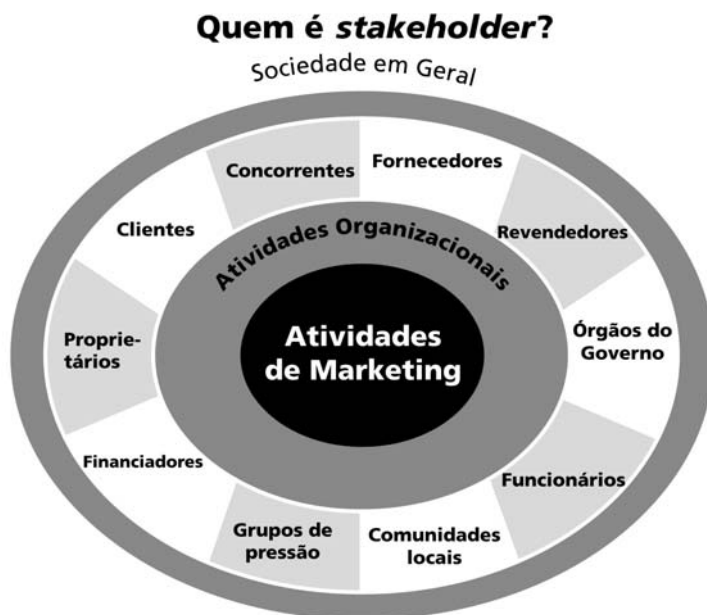 Quem é stakeholder?
Sociedade em Geral
Concorrentes
Fornecedores
Clientes
Revendedores
Atividades Organizacionais
Proprie-
tários
Atividades
de Marketing
Órgãos do
Governo
Financiadores
Funcionários
Grupos de
pressão
Comunidades
locais